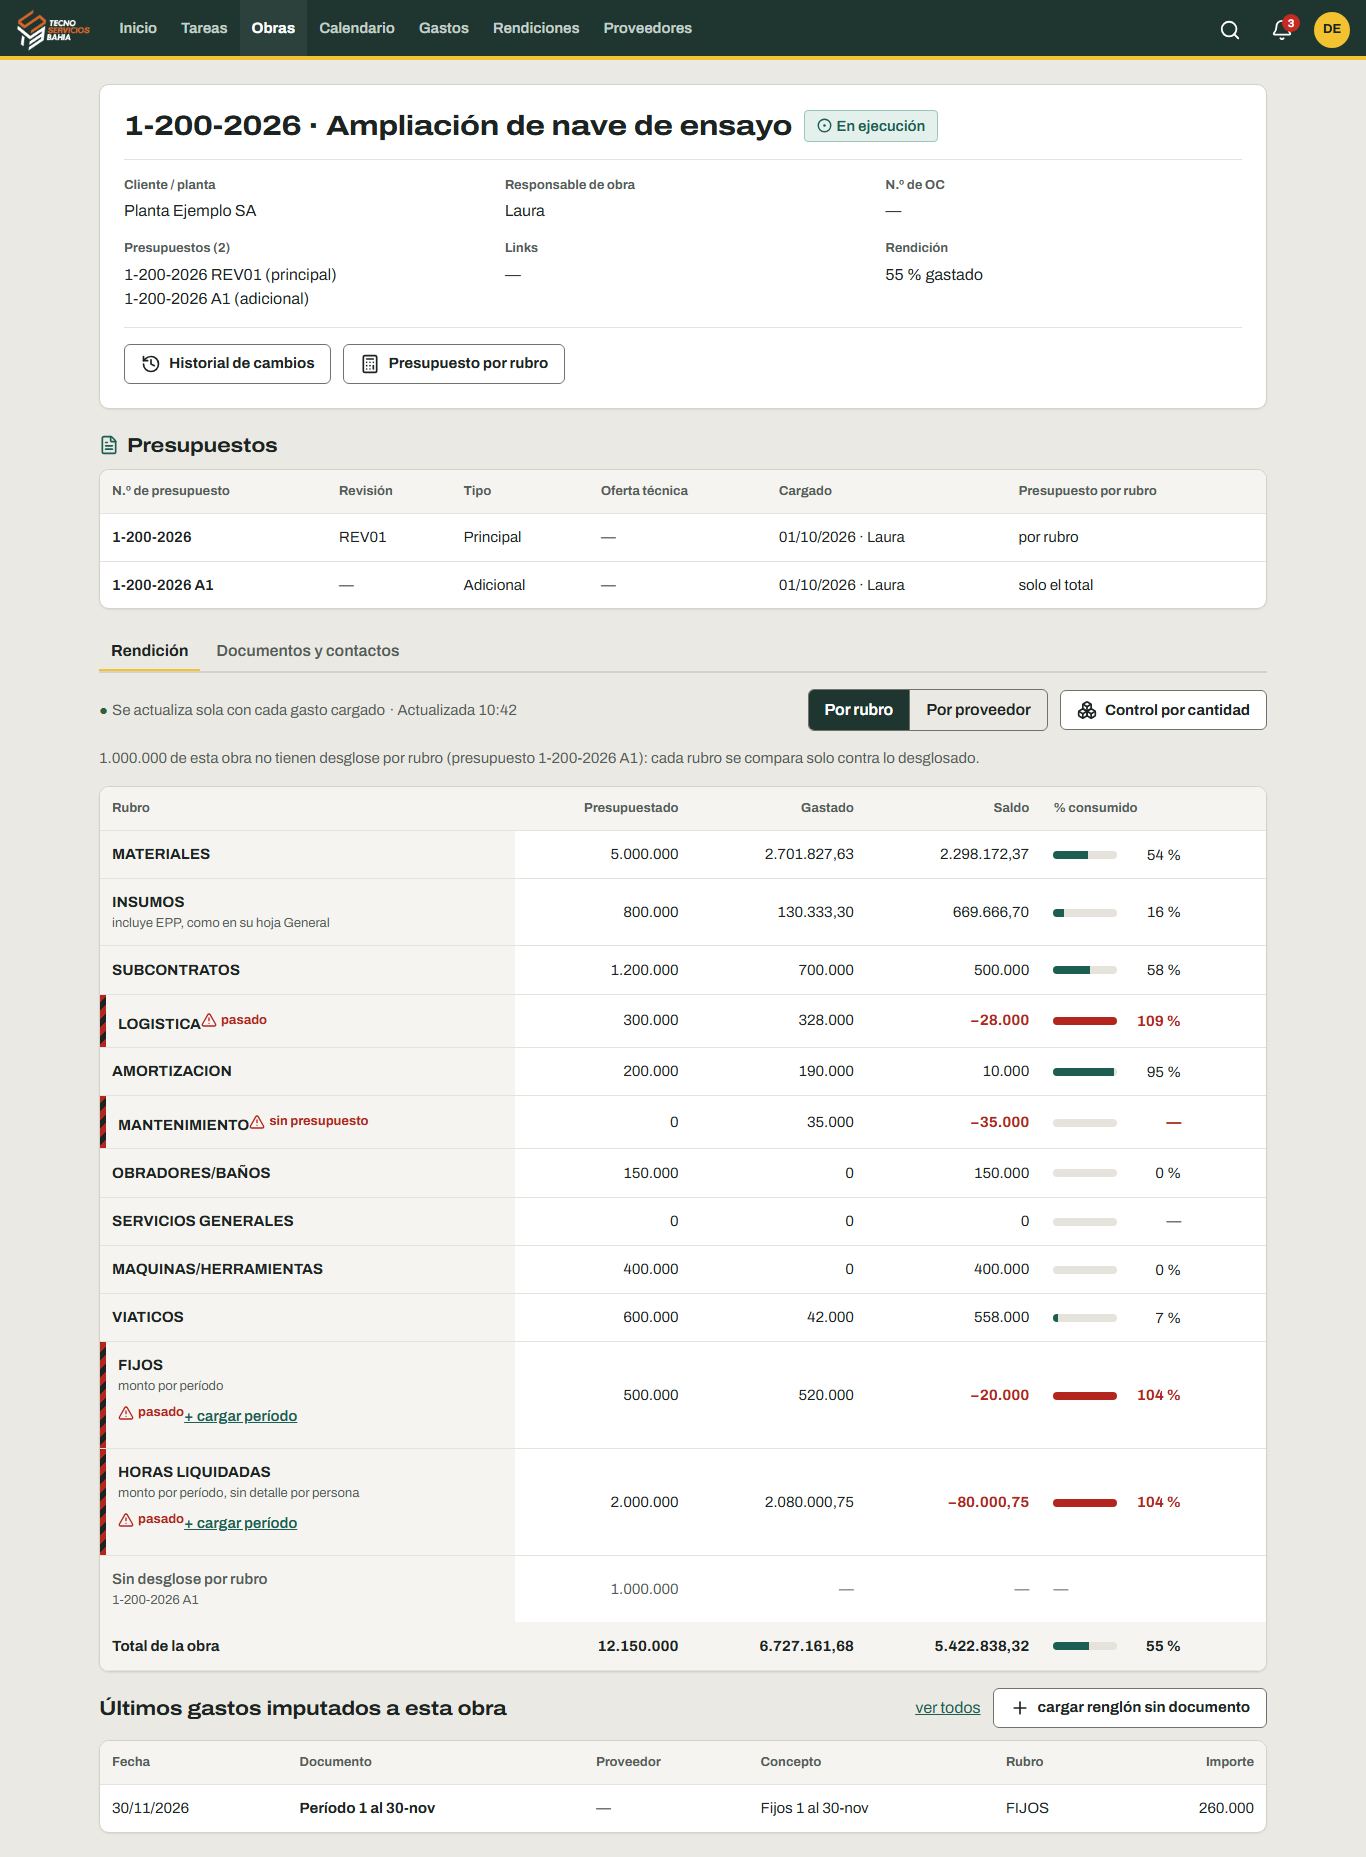 TECNO
SERVICIOS
BAHIA
Inicio Tareas Obras Calendario Gastos Rendiciones Proveedores
3
DE
1-200-2026 · Ampliación de nave de ensayo
En ejecución
Cliente / planta Responsable de obra N.º de OC
Planta Ejemplo SA Laura —
Presupuestos (2) Links Rendición
1-200-2026 REV01 (principal) — 55 % gastado
1-200-2026 A1 (adicional)
Historial de cambios Presupuesto por rubro
Presupuestos
N.º de presupuesto Revisión Tipo Oferta técnica Cargado Presupuesto por rubro
1-200-2026 REV01 Principal — 01/10/2026 · Laura por rubro
1-200-2026 A1 — Adicional — 01/10/2026 · Laura solo el total
Rendición Documentos y contactos
● Se actualiza sola con cada gasto cargado · Actualizada 10:42
Por rubro Por proveedor Control por cantidad
1.000.000 de esta obra no tienen desglose por rubro (presupuesto 1-200-2026 A1): cada rubro se compara solo contra lo desglosado.
Rubro Presupuestado Gastado Saldo % consumido
MATERIALES 5.000.000 2.701.827,63 2.298.172,37 54 %
INSUMOS
incluye EPP, como en su hoja General
800.000 130.333,30 669.666,70 16 %
SUBCONTRATOS 1.200.000 700.000 500.000 58 %
LOGISTICA pasado 300.000 328.000 −28.000 109 %
AMORTIZACION 200.000 190.000 10.000 95 %
MANTENIMIENTO sin presupuesto 0 35.000 −35.000 —
OBRADORES/BAÑOS 150.000 0 150.000 0 %
SERVICIOS GENERALES 0 0 0 —
MAQUINAS/HERRAMIENTAS 400.000 0 400.000 0 %
VIATICOS 600.000 42.000 558.000 7 %
FIJOS
monto por período
pasado + cargar período
500.000 520.000 −20.000 104 %
HORAS LIQUIDADAS
monto por período, sin detalle por persona
pasado + cargar período
2.000.000 2.080.000,75 −80.000,75 104 %
Sin desglose por rubro
1-200-2026 A1
1.000.000 — — —
Total de la obra 12.150.000 6.727.161,68 5.422.838,32 55 %
Últimos gastos imputados a esta obra
ver todos + cargar renglón sin documento
Fecha Documento Proveedor Concepto Rubro Importe
30/11/2026 Período 1 al 30-nov — Fijos 1 al 30-nov FIJOS 260.000